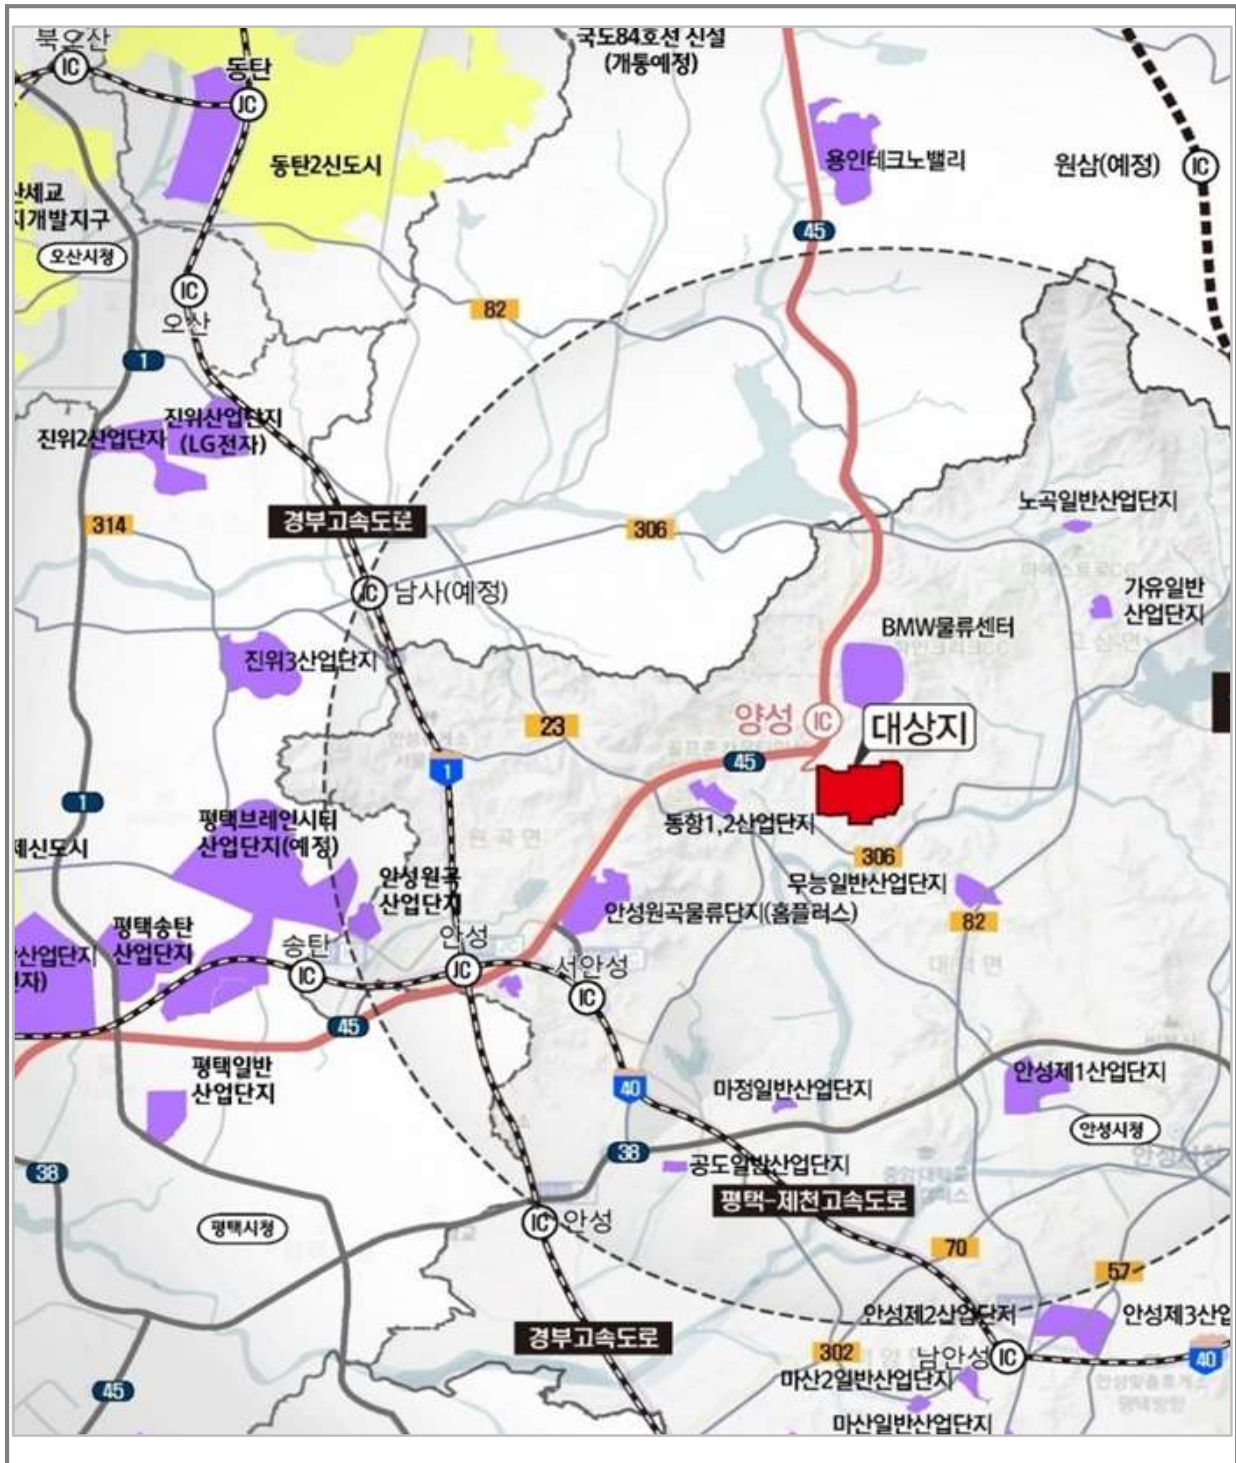 북오산
IC
동탄
JC
국도84호선 신설
(개통예정)
동탄2신도시
용인테크노밸리
원삼(예정)
IC
산세교
지개발지구
오산시청
45
IC
오산
82
1
진위산업단지
(LG전자)
진위2산업단지
314
경부고속도로
306
노곡일반산업단지
IC
남사(예정)
가유일반
산업단지
BMW물류센터
고삼면
진위3산업단지
23
양성
IC
대상지
45
1
1
동항1,2산업단지
평택브레인시티
산업단지(예정)
원곡면
제신도시
306
안성원곡
산업단지
무능일반산업단지
82
안성원곡물류단지(홈플러스)
평택송탄
산업단지
산업단지
전자)
송탄
IC
안성
JC
서안성
IC
대덕면
45
평택일반
산업단지
40
마정일반산업단지
안성제1산업단지
안성시청
38
38
공도일반산업단지
평택-제천고속도로
평택시청
IC
안성
70
57
안성제2산업단지
안성제3산업
경부고속도로
302
남안성
IC
40
마산2일반산업단지
45
마산일반산업단지